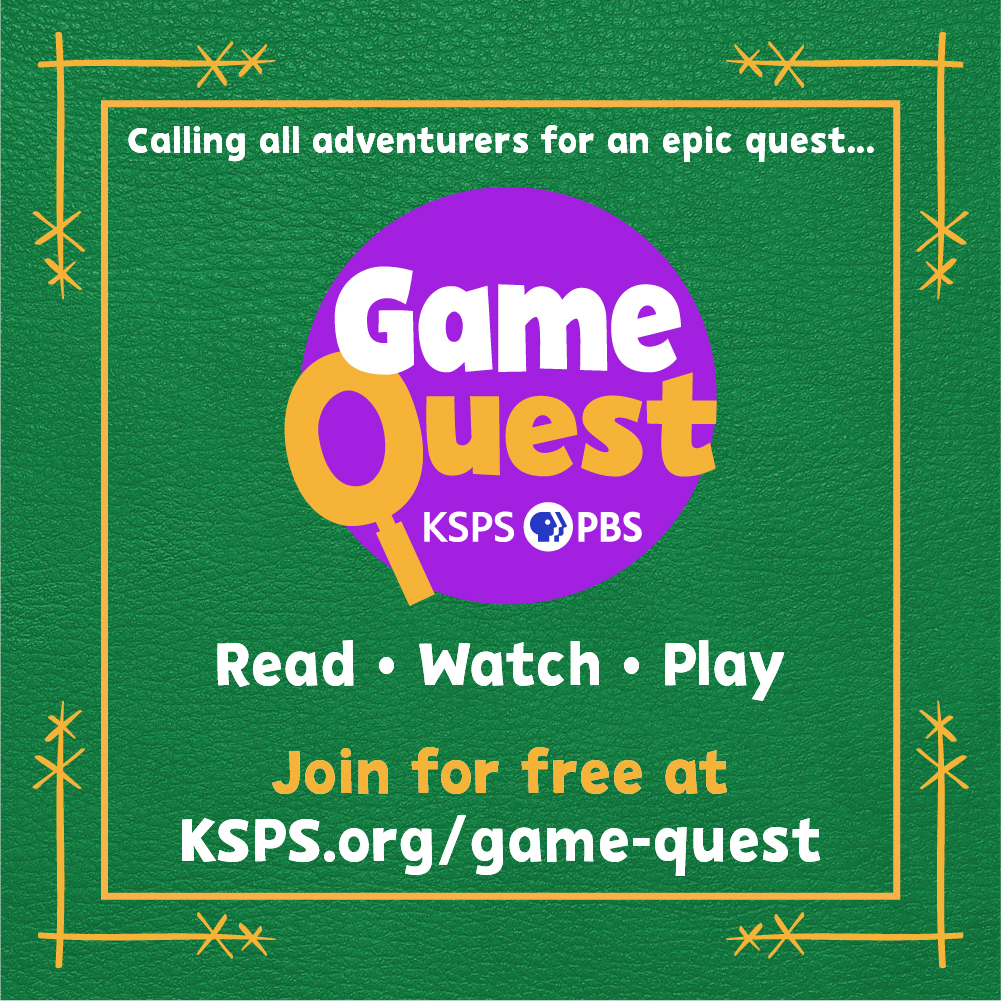 Calling all adventurers for an epic quest...
Game
Quest
KSPS PBS
Read • Watch • Play
Join for free at
KSPS.org/game-quest